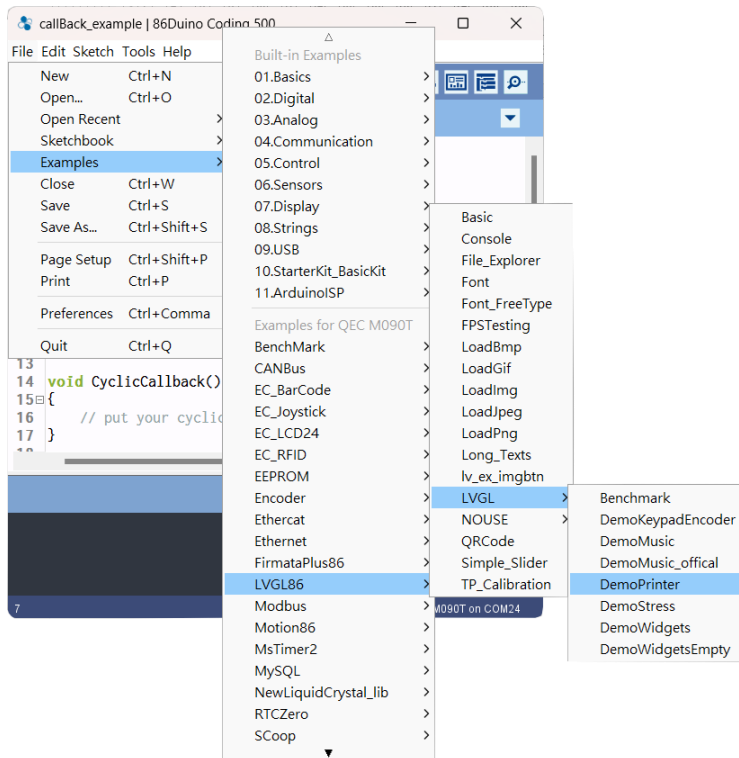 callBack_example | 86Duino Coding 500
File Edit Sketch Tools Help
New Ctrl+N
Open... Ctrl+O
Open Recent
Sketchbook
Examples
Close Ctrl+W
Save Ctrl+S
Save As... Ctrl+Shift+S
Page Setup Ctrl+Shift+P
Print Ctrl+P
Preferences Ctrl+Comma
Quit Ctrl+Q
Built-in Examples
01.Basics
02.Digital
03.Analog
04.Communication
05.Control
06.Sensors
07.Display
08.Strings
09.USB
10.StarterKit_BasicKit
11.ArduinoISP
Examples for QEC M090T
BenchMark
CANBus
EC_BarCode
EC_Joystick
EC_LCD24
EC_RFID
EEPROM
Encoder
Ethercat
Ethernet
FirmataPlus86
LVGL86
Modbus
Motion86
MsTimer2
MySQL
NewLiquidCrystal_lib
RTCZero
SCoop
Basic
Console
File_Explorer
Font
Font_FreeType
FPSTesting
LoadBmp
LoadGif
LoadImg
LoadJpeg
LoadPng
Long_Texts
lv_ex_imgbtn
LVGL
NOUSE
QRCode
Simple_Slider
TP_Calibration
Benchmark
DemoKeypadEncoder
DemoMusic
DemoMusic_offical
DemoPrinter
DemoStress
DemoWidgets
DemoWidgetsEmpty
13
14 void CyclicCallback()
15 {
16 // put your cyclic
17 }
7 M090T on COM24